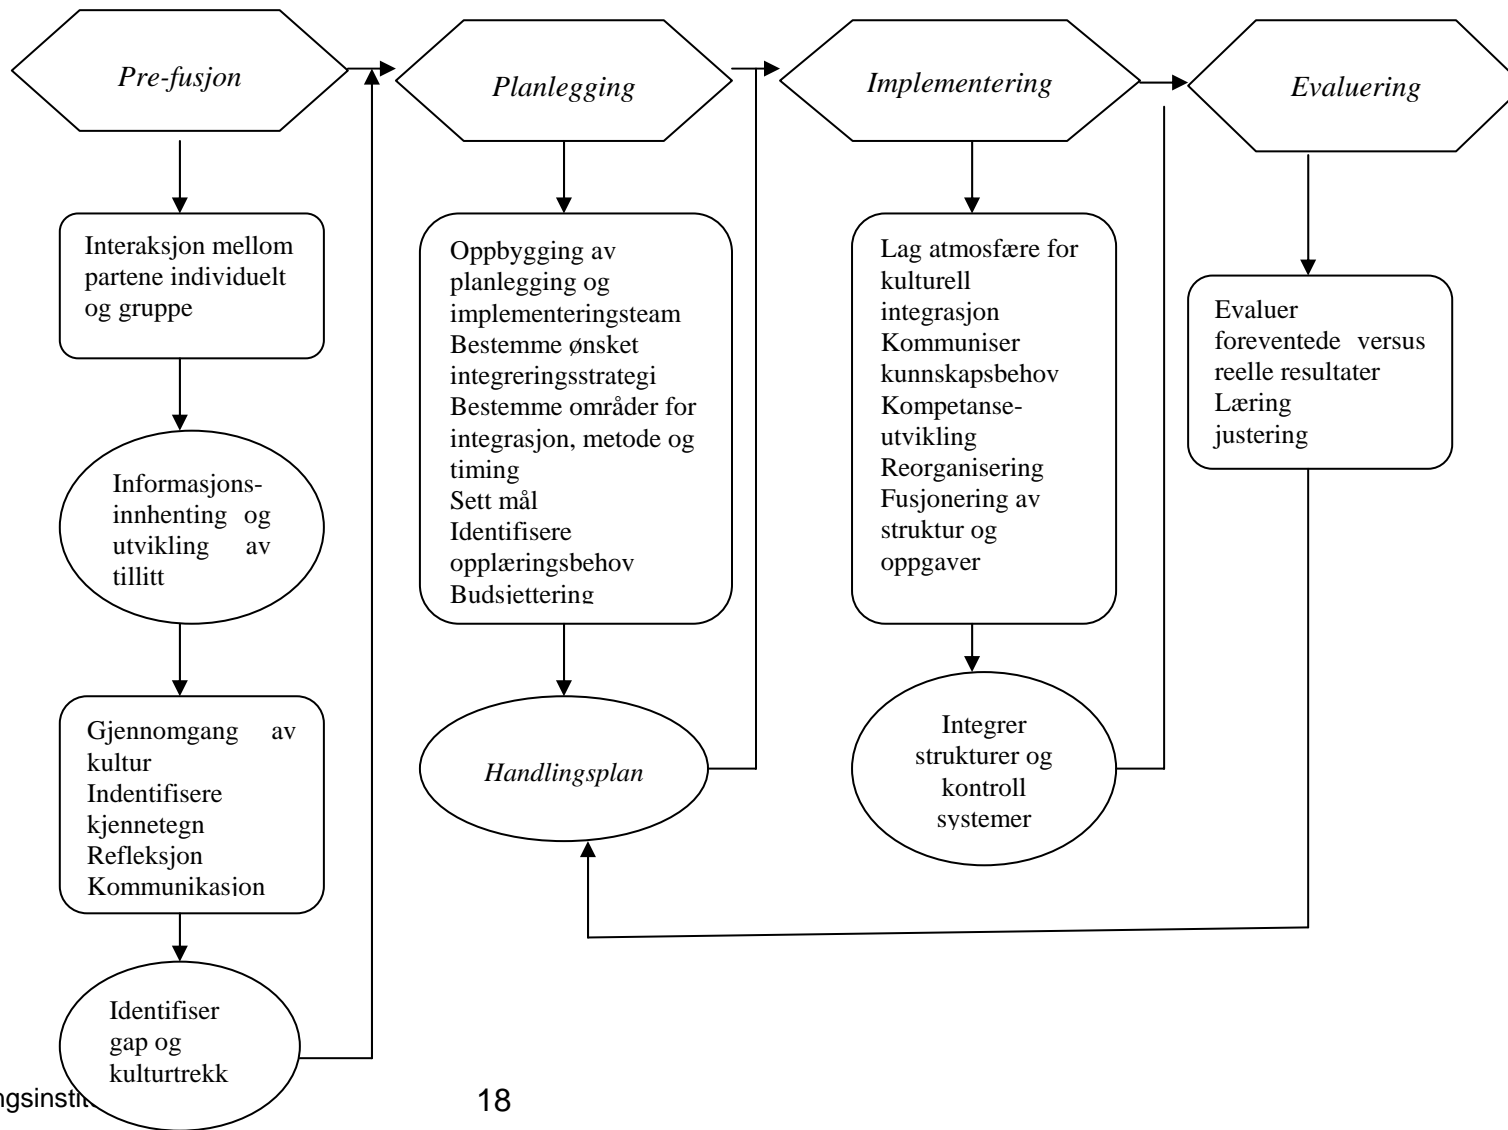 Pre-fusjon
Planlegging
Implementering
Evaluering
Interaksjon mellom
partene individuelt
og gruppe
Informasjons-
innhenting og
utvikling av
tillitt
Gjennomgang av
kultur
Indentifisere
kjennetegn
Refleksjon
Kommunikasjon
Identifiser
gap og
kulturtrekk
Oppbygging av
planlegging og
implementeringsteam
Bestemme ønsket
integreringsstrategi
Bestemme områder for
integrasjon, metode og
timing
Sett mål
Identifisere
opplæringsbehov
Budsjettering
Handlingsplan
Lag atmosfære for
kulturell
integrasjon
Kommuniser
kunnskapsbehov
Kompetanse-
utvikling
Reorganisering
Fusjonering av
struktur og
oppgaver
Integrer
strukturer og
kontroll
systemer
Evaluer
foreventede versus
reelle resultater
Læring
justering
18